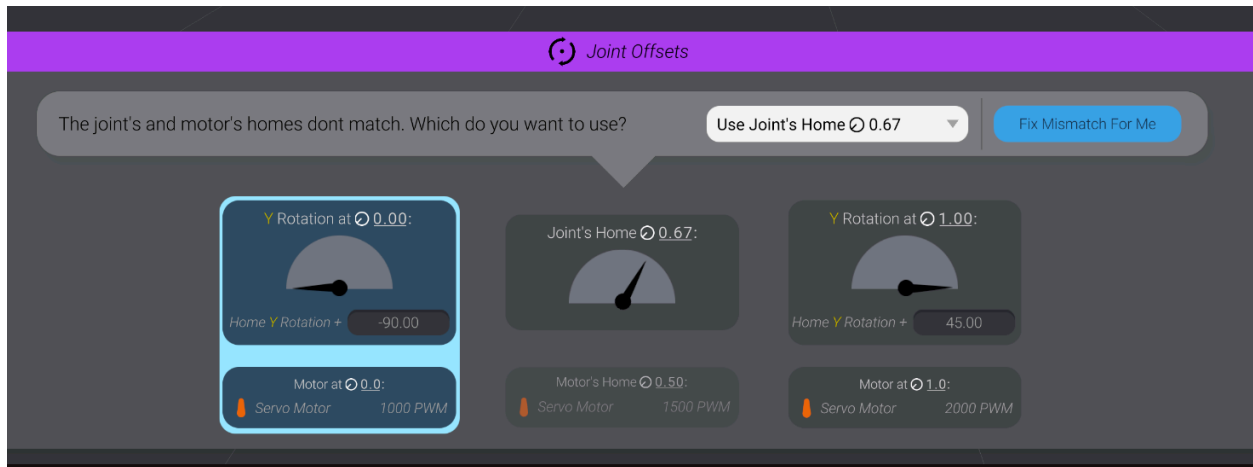 Joint Offsets
The joint's and motor's homes dont match. Which do you want to use?
Use Joint's Home 0.67
Fix Mismatch For Me
Y Rotation at 0.00:
Home Y Rotation + -90.00
Motor at 0.0:
Servo Motor 1000 PWM
Joint's Home 0.67:
Motor's Home 0.50:
Servo Motor 1500 PWM
Y Rotation at 1.00:
Home Y Rotation + 45.00
Motor at 1.0:
Servo Motor 2000 PWM